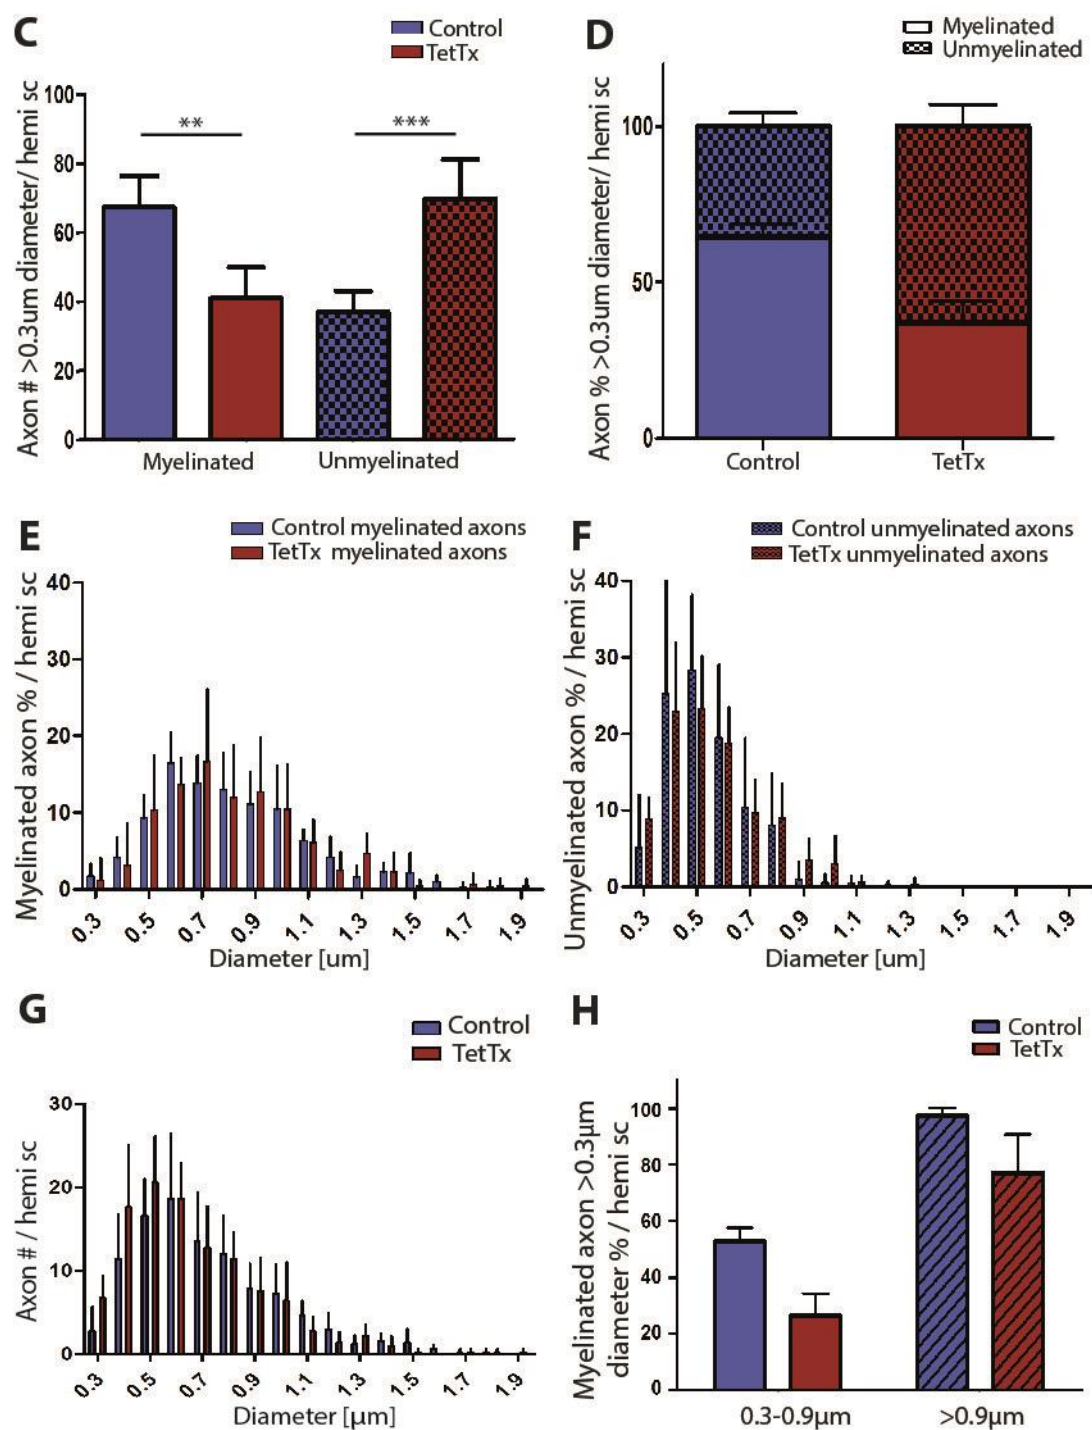 C
Control
TetTx
Axon # >0.3um diameter/ hemi sc
100
80
60
40
20
0
**
***
Myelinated
Unmyelinated
D
Myelinated
Unmyelinated
Axon % >0.3um diameter/ hemi sc
100
50
0
Control
TetTx
E
Control myelinated axons
TetTx myelinated axons
Myelinated axon % / hemi sc
40
30
20
10
0
0.3
0.5
0.7
0.9
1.1
1.3
1.5
1.7
1.9
Diameter [um]
F
Control unmyelinated axons
TetTx unmyelinated axons
Unmyelinated axon % / hemi sc
40
30
20
10
0
0.3
0.5
0.7
0.9
1.1
1.3
1.5
1.7
1.9
Diameter [um]
G
Control
TetTx
Axon # / hemi sc
30
20
10
0
0.3
0.5
0.7
0.9
1.1
1.3
1.5
1.7
1.9
Diameter [µm]
H
Control
TetTx
Myelinated axon >0.3µm
diameter % / hemi sc
100
80
60
40
20
0
0.3-0.9µm
>0.9µm